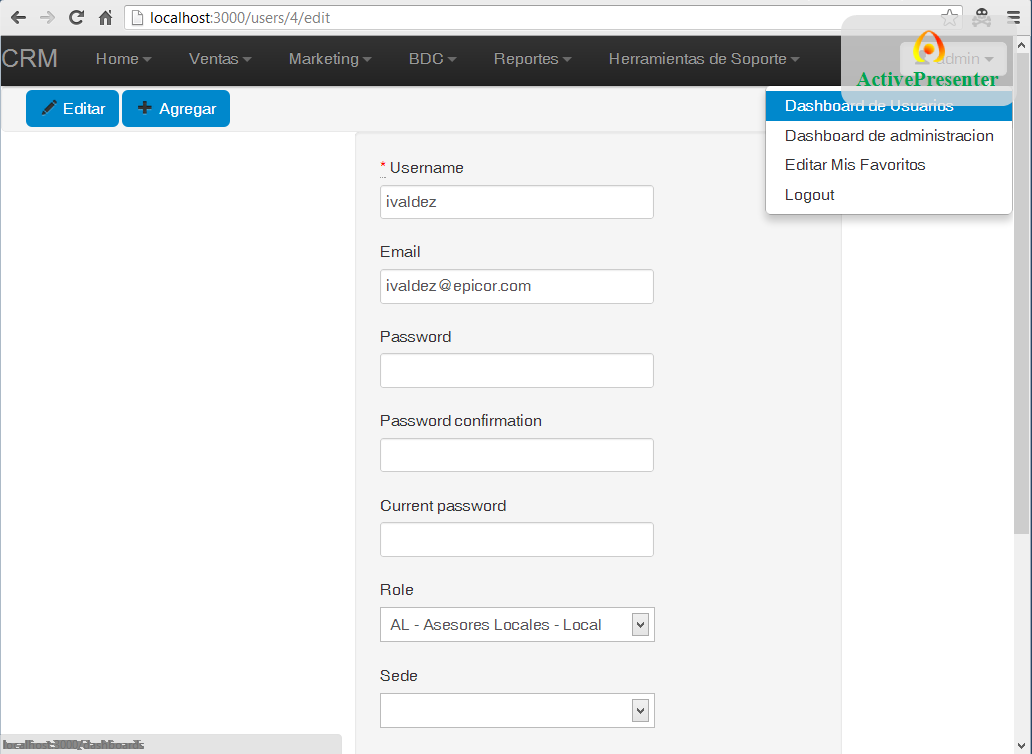 localhost:3000/users/4/edit
CRM Home Ventas Marketing BDC Reportes Herramientas de Soporte admin
ActivePresenter
Editar Agregar
Dashboard de Usuarios
Dashboard de administracion
Editar Mis Favoritos
Logout
* Username
ivaldez
Email
ivaldez@epicor.com
Password
Password confirmation
Current password
Role
AL - Asesores Locales - Local
Sede
localhost:3000/dashboards